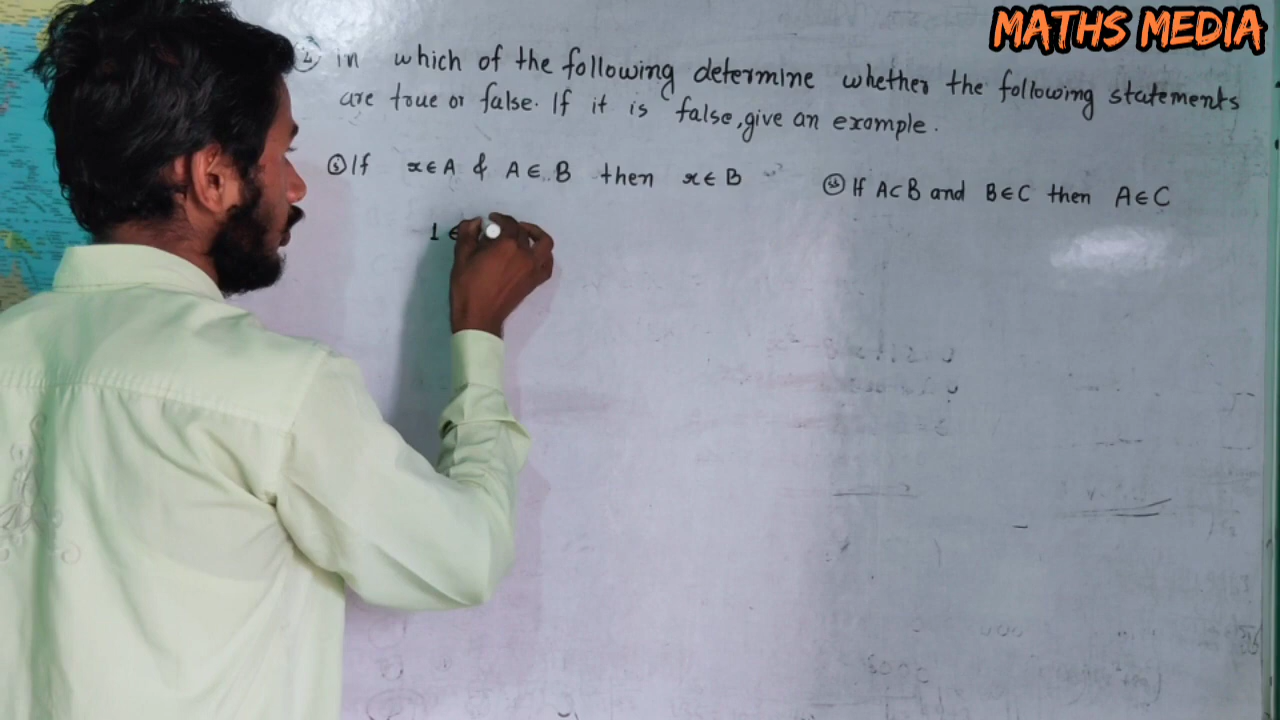 MATHS MEDIA
in which of the following determine whether the following statements
are true or false. If it is false, give an example.
If x∈A & A∈B then x∈B
If A⊂B and B∈C then A∈C
1 ∈